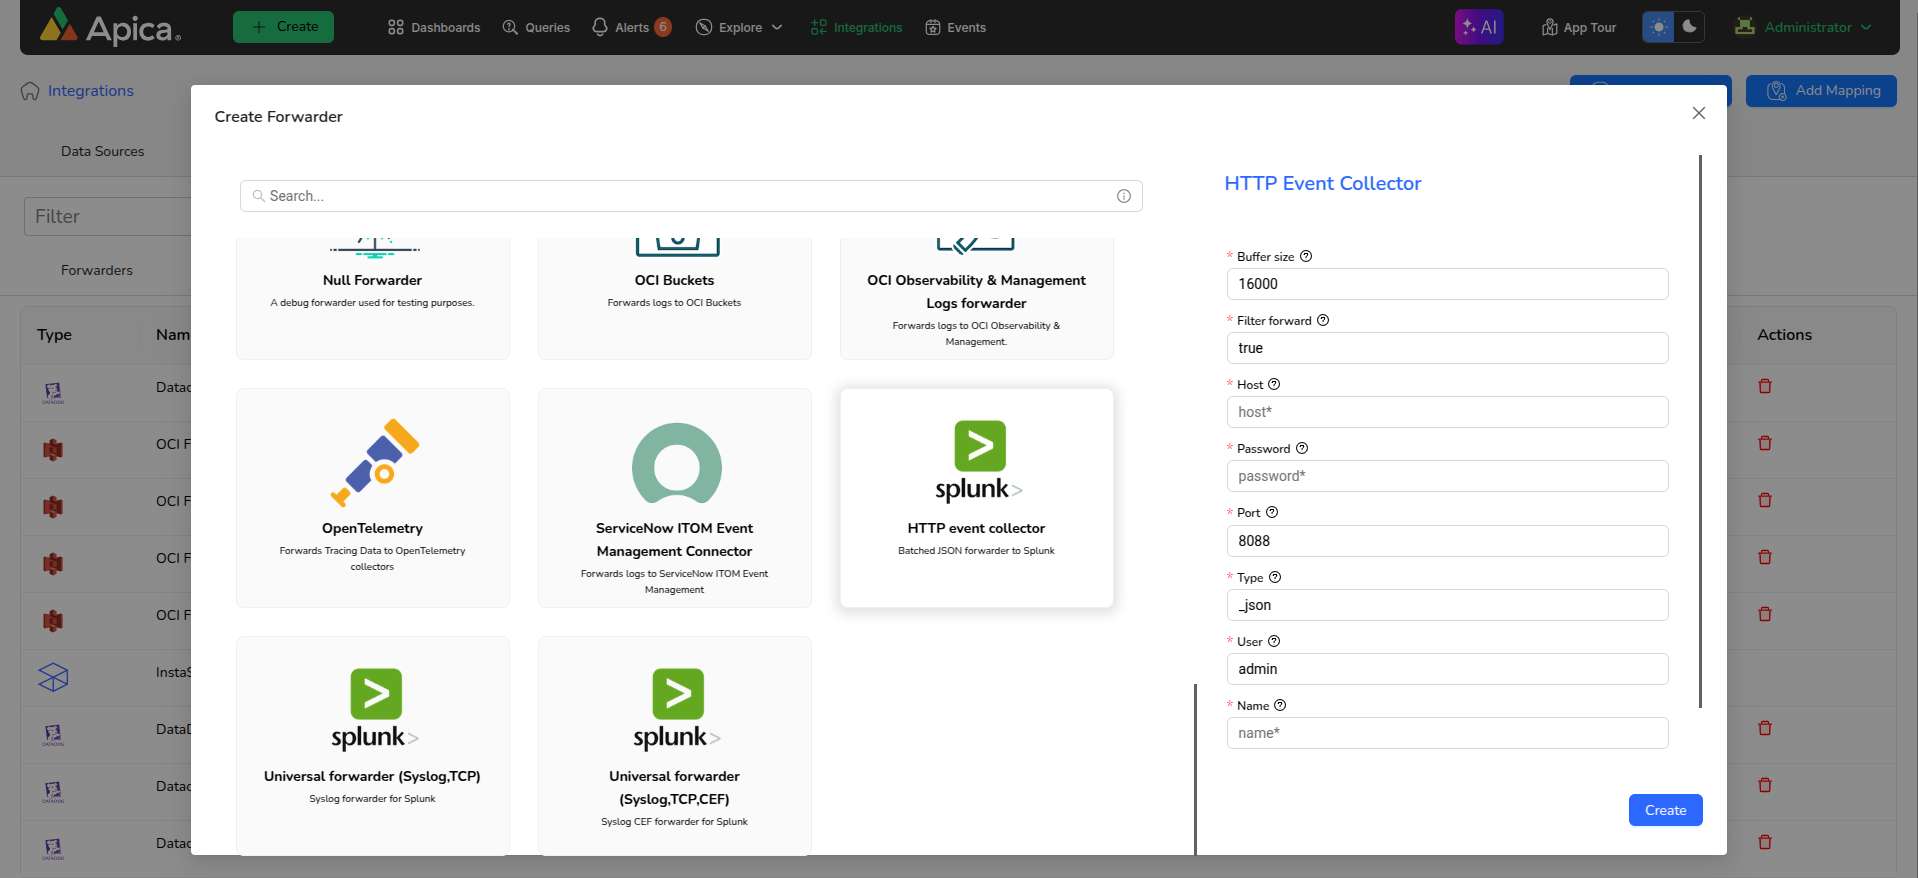 Apica
Create
Dashboards
Queries
Alerts 6
Explore
Integrations
Events
AI
App Tour
Administrator
Integrations
Add Mapping
Data Sources
Filter
Forwarders
Type
Nam
Actions
Datac
OCI F
OCI F
OCI F
OCI F
InstaS
DataD
Datac
Datac
Create Forwarder
Search...
Null Forwarder
A debug forwarder used for testing purposes.
OCI Buckets
Forwards logs to OCI Buckets
OCI Observability & Management
Logs forwarder
Forwards logs to OCI Observability &
Management.
OpenTelemetry
Forwards Tracing Data to OpenTelemetry
collectors
ServiceNow ITOM Event
Management Connector
Forwards logs to ServiceNow ITOM Event
Management
splunk>
HTTP event collector
Batched JSON forwarder to Splunk
splunk>
Universal forwarder (Syslog,TCP)
Syslog forwarder for Splunk
splunk>
Universal forwarder
(Syslog,TCP,CEF)
Syslog CEF forwarder for Splunk
HTTP Event Collector
* Buffer size
16000
* Filter forward
true
* Host
host*
* Password
password*
* Port
8088
* Type
_json
* User
admin
* Name
name*
Create